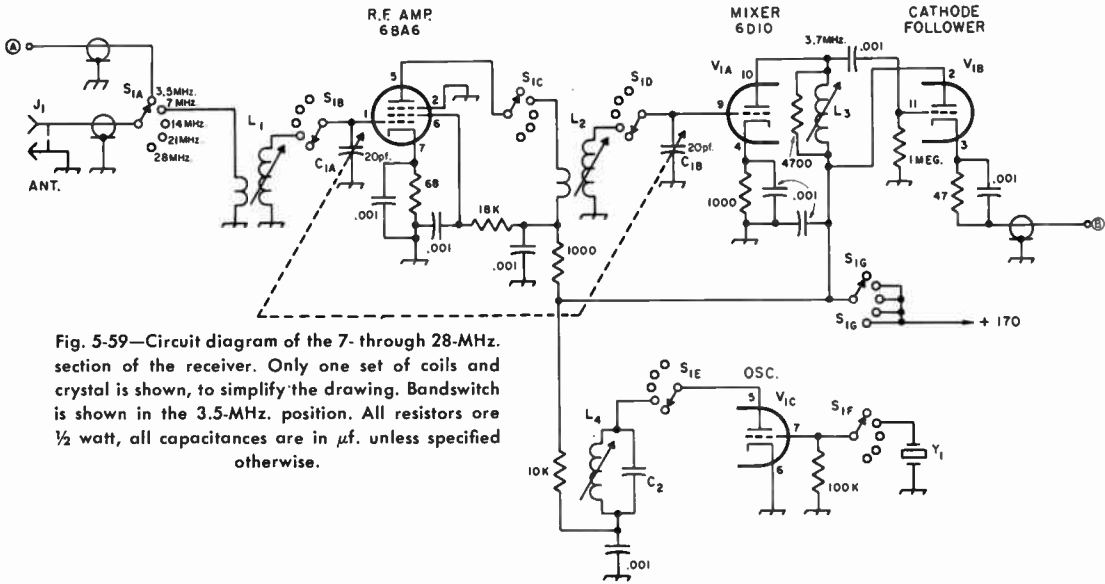 R.F. AMP.
6BA6
MIXER
6D10
CATHODE
FOLLOWER
A
S1A
3.5MHz.
7 MHz.
14MHz.
21MHz.
28MHz.
J1
ANT.
L1
S1B
C1A
20pf.
1
5
2
6
7
68
.001
.001
18K
.001
1000
S1C
L2
S1D
20pf.
C1B
V1A
9
10
4
1000
.001
4700
3.7MHz.
.001
L3
V1B
2
11
3
1 MEG.
47
.001
B
S1G
S1G
+ 170
Fig. 5-59—Circuit diagram of the 7- through 28-MHz.
section of the receiver. Only one set of coils and
crystal is shown, to simplify the drawing. Bandswitch
is shown in the 3.5-MHz. position. All resistors ore
½ watt, all capacitances are in µf. unless specified
otherwise.
10K
L4
C2
.001
S1E
OSC.
V1C
5
7
6
100K
S1F
Y1